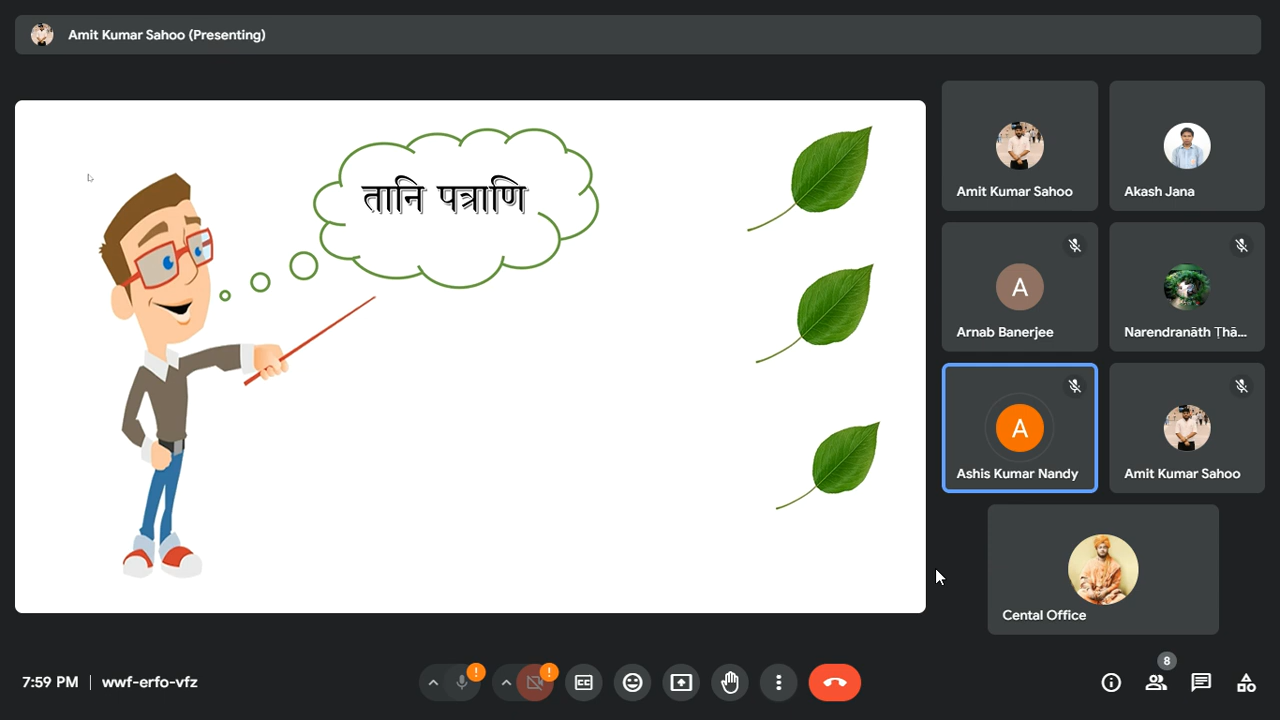 Amit Kumar Sahoo (Presenting)
तानि पत्राणि
Amit Kumar Sahoo
Akash Jana
A
Arnab Banerjee
Narendranāth Ṭhā...
A
Ashis Kumar Nandy
Amit Kumar Sahoo
Cental Office
7:59 PM | wwf-erfo-vfz
8